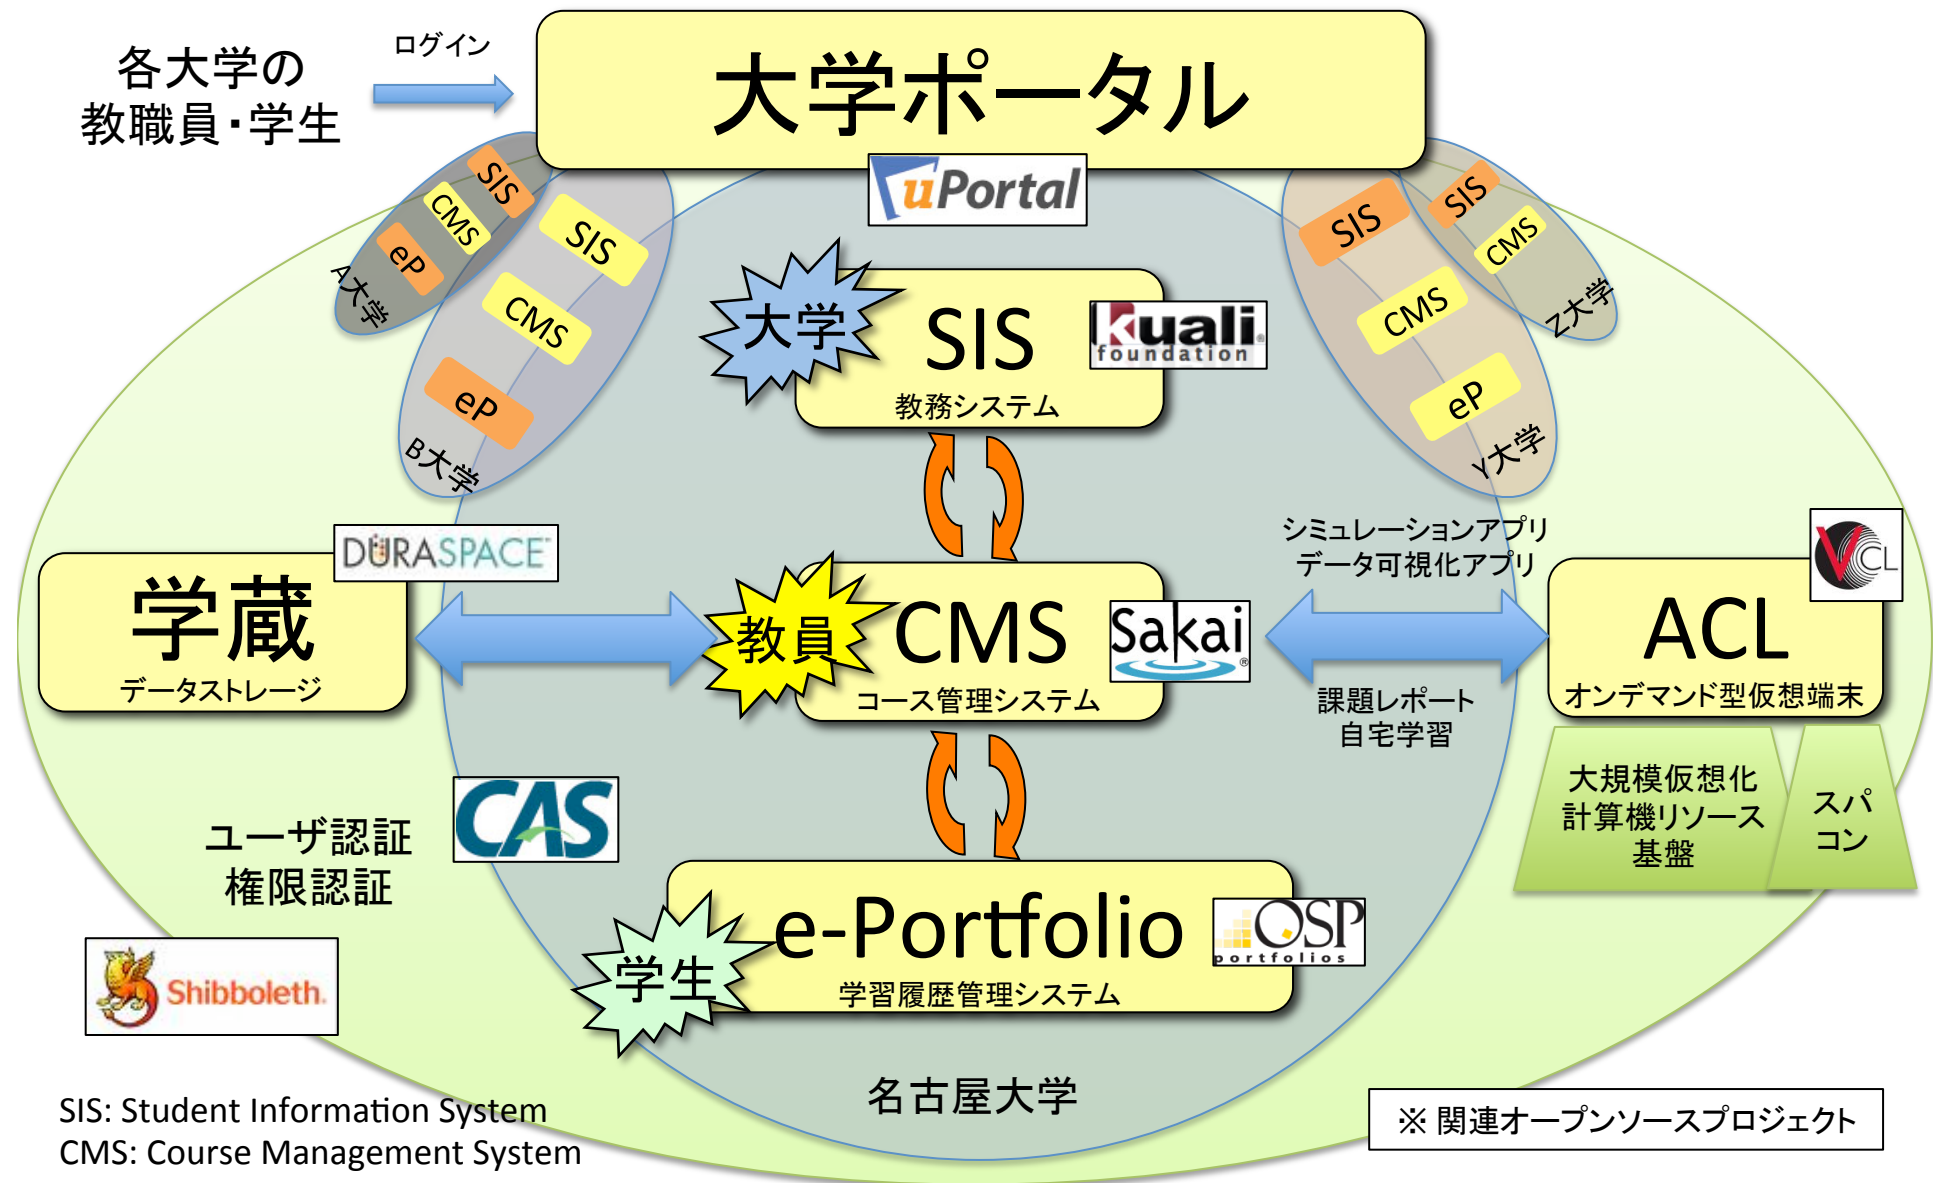 各大学の
教職員・学生
ログイン
大学ポータル
uPortal
SIS
CMS
eP
A大学
SIS
CMS
eP
B大学
SIS
CMS
eP
Y大学
SIS
CMS
Z大学
大学
SIS
教務システム
kuali
foundation
学蔵
データストレージ
DURASPACE
教員
CMS
コース管理システム
Sakai
シミュレーションアプリ
データ可視化アプリ
課題レポート
自宅学習
ACL
オンデマンド型仮想端末
VCL
大規模仮想化
計算機リソース
基盤
スパ
コン
ユーザ認証
権限認証
CAS
Shibboleth.
学生
e-Portfolio
学習履歴管理システム
OSP
portfolios
名古屋大学
SIS: Student Information System
CMS: Course Management System
※ 関連オープンソースプロジェクト